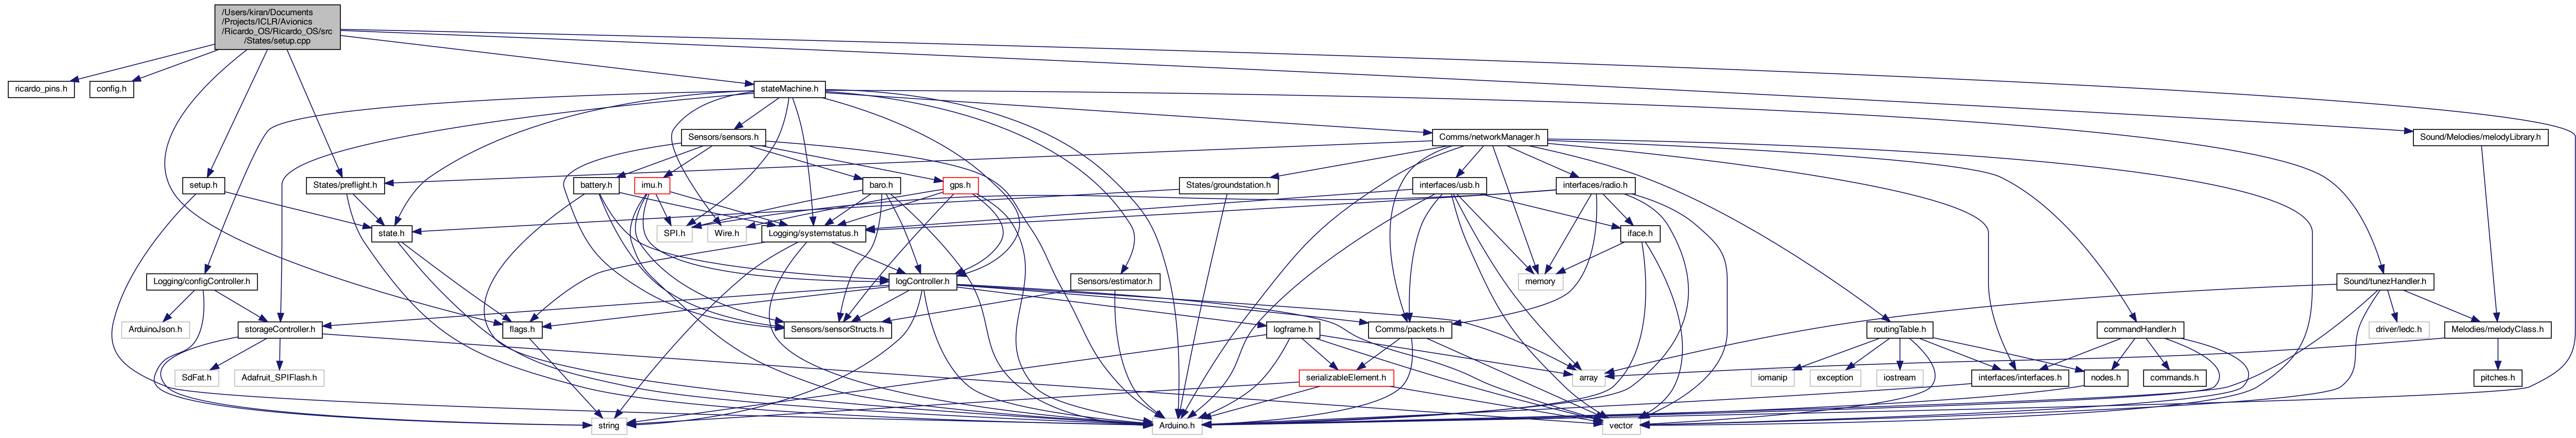 /Users/kiran/Documents
/Projects/ICLR/Avionics
/Ricardo_OS/Ricardo_OS/src
/States/setup.cpp
ricardo_pins.h
config.h
stateMachine.h
Sensors/sensors.h
Comms/networkManager.h
Sound/Melodies/melodyLibrary.h
setup.h
States/preflight.h
battery.h
imu.h
baro.h
gps.h
States/groundstation.h
interfaces/usb.h
interfaces/radio.h
state.h
SPI.h
Wire.h
Logging/systemstatus.h
iface.h
Logging/configController.h
logController.h
Sensors/estimator.h
memory
Sound/tunezHandler.h
ArduinoJson.h
storageController.h
flags.h
Sensors/sensorStructs.h
logframe.h
Comms/packets.h
routingTable.h
commandHandler.h
driver/ledc.h
Melodies/melodyClass.h
SdFat.h
Adafruit_SPIFlash.h
serializableElement.h
array
iomanip
exception
iostream
interfaces/interfaces.h
nodes.h
commands.h
pitches.h
string
Arduino.h
vector